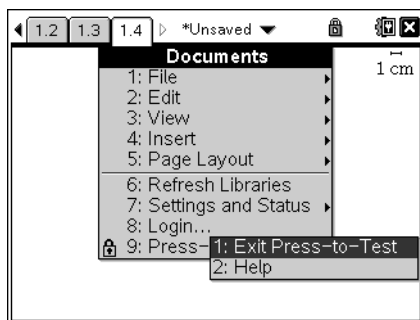 1.2 1.3 1.4 *Unsaved
Documents
1 cm
1: File
2: Edit
3: View
4: Insert
5: Page Layout
6: Refresh Libraries
7: Settings and Status
8: Login...
9: Press-
1: Exit Press-to-Test
2: Help